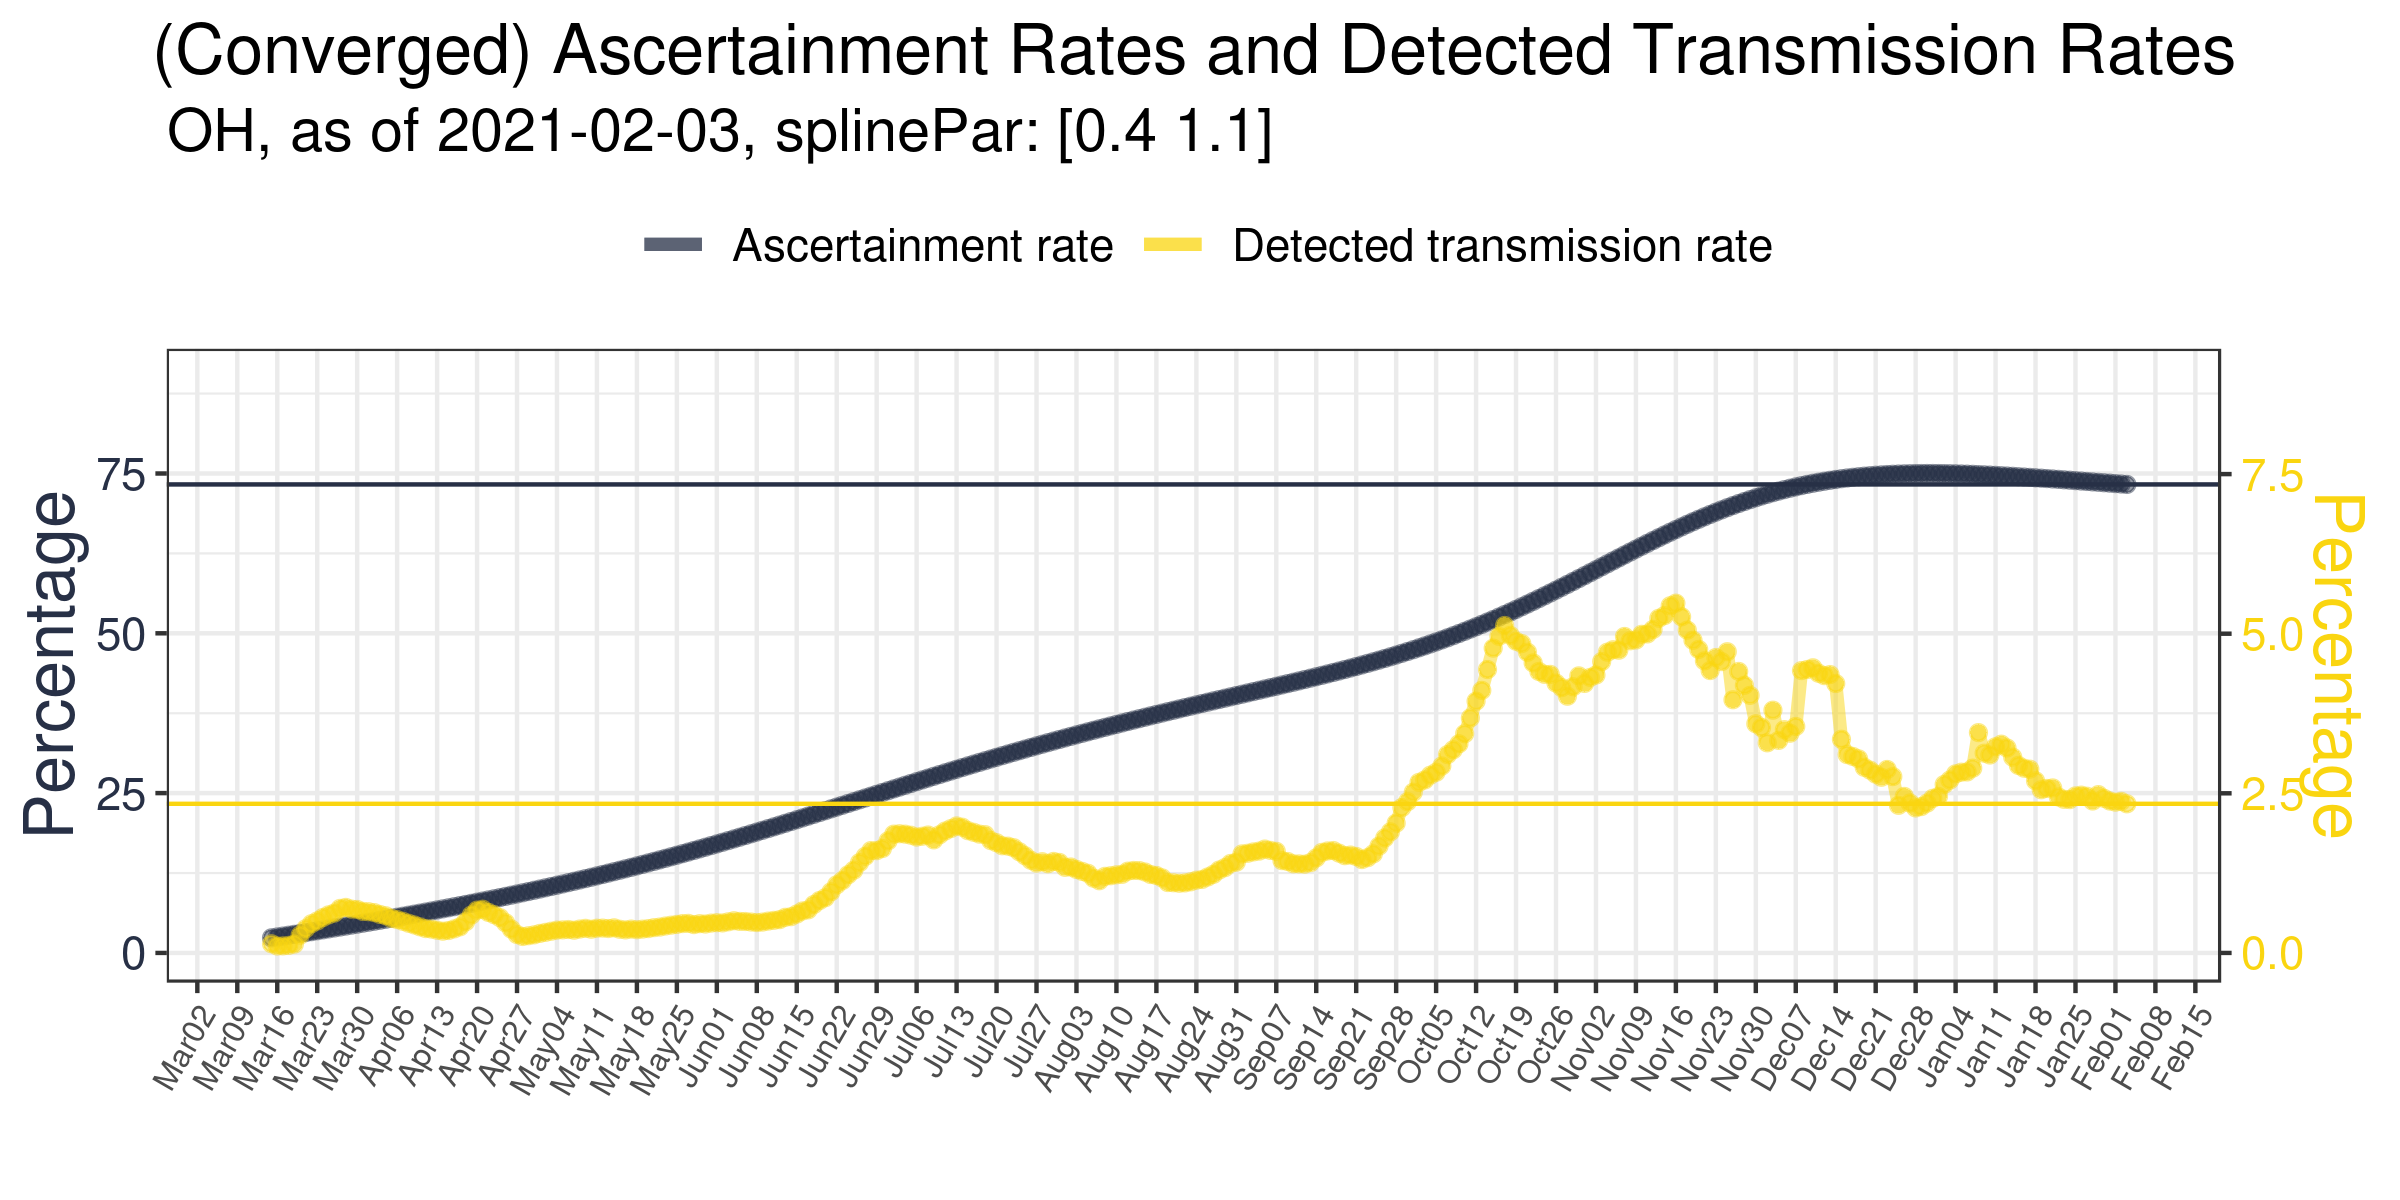 (Converged) Ascertainment Rates and Detected Transmission Rates
OH, as of 2021-02-03, splinePar: [0.4 1.1]
Ascertainment rate Detected transmission rate
Percentage
75
50
25
0
7.5
5.0
2.5
0.0
Percentage
Mar02 Mar09 Mar16 Mar23 Mar30 Apr06 Apr13 Apr20 Apr27 May04 May11 May18 May25 Jun01 Jun08 Jun15 Jun22 Jun29 Jul06 Jul13 Jul20 Jul27 Aug03 Aug10 Aug17 Aug24 Aug31 Sep07 Sep14 Sep21 Sep28 Oct05 Oct12 Oct19 Oct26 Nov02 Nov09 Nov16 Nov23 Nov30 Dec07 Dec14 Dec21 Dec28 Jan04 Jan11 Jan18 Jan25 Feb01 Feb08 Feb15